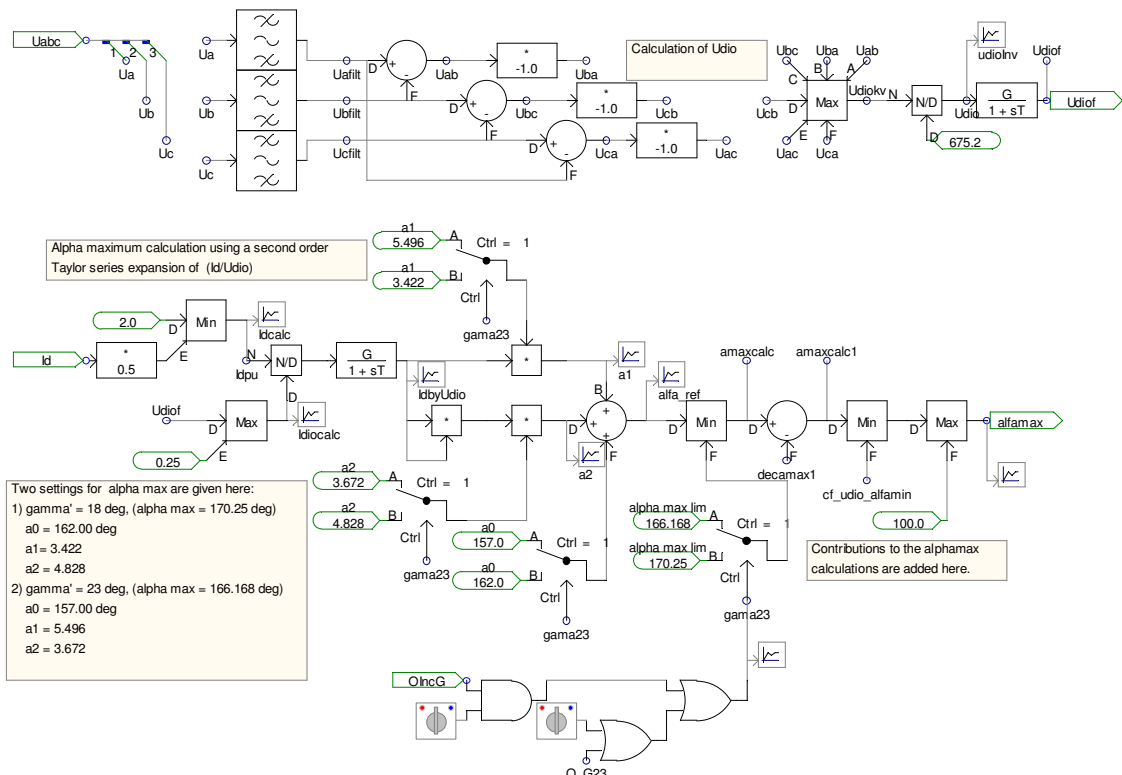 Uabc
1
2
3
Ua
Ub
Uc
Ua
Ub
Uc
Uafilt
Ubfilt
Ucfilt
D
+
-
F
Uab
*
-1.0
Uba
D
+
-
F
Ubc
*
-1.0
Ucb
D
+
-
F
Uca
*
-1.0
Uac
Calculation of Udio
Ubc
Uba
Uab
C
B
A
Ucb
D
Max
E
F
Uac
Uca
Udiokv
N
N/D
D
675.2
Udio
udioInv
G
1 + sT
Udiof
Udiof
Alpha maximum calculation using a second order
Taylor series expansion of (Id/Udio)
a1
5.496
A
Ctrl = 1
a1
3.422
B
Ctrl
gama23
2.0
D
Min
E
Id
*
0.5
Idcalc
Idpu
N
N/D
D
G
1 + sT
IdbyUdio
*
a1
Udiof
D
Max
E
0.25
Idiocalc
*
*
a2
D
B
+
+
+
F
alfa_ref
D
Min
F
amaxcalc
D
+
-
F
decamax1
amaxcalc1
D
Min
F
cf_udio_alfamin
D
Max
F
100.0
alfamax
a2
3.672
A
Ctrl = 1
a2
4.828
B
Ctrl
gama23
a0
157.0
A
Ctrl = 1
a0
162.0
B
Ctrl
gama23
alpha max lim
166.168
A
Ctrl = 1
alpha max lim
170.25
B
Ctrl
gama23
Two settings for alpha max are given here:
1) gamma' = 18 deg, (alpha max = 170.25 deg)
a0 = 162.00 deg
a1= 3.422
a2 = 4.828
2) gamma' = 23 deg, (alpha max = 166.168 deg)
a0 = 157.00 deg
a1 = 5.496
a2 = 3.672
Contributions to the alphamax
calculations are added here.
OIncG
O_G23